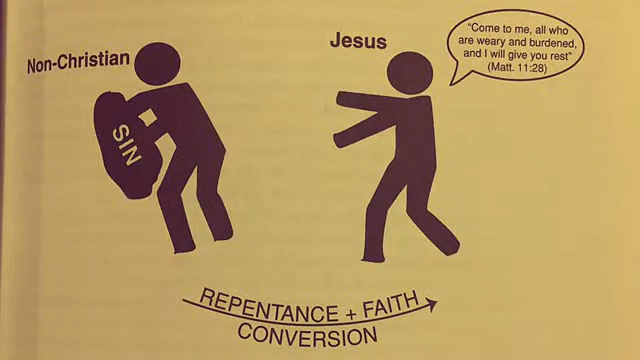 Non-Christian
SIN
Jesus
"Come to me, all who
are weary and burdened,
and I will give you rest"
(Matt. 11:28)
REPENTANCE + FAITH
CONVERSION